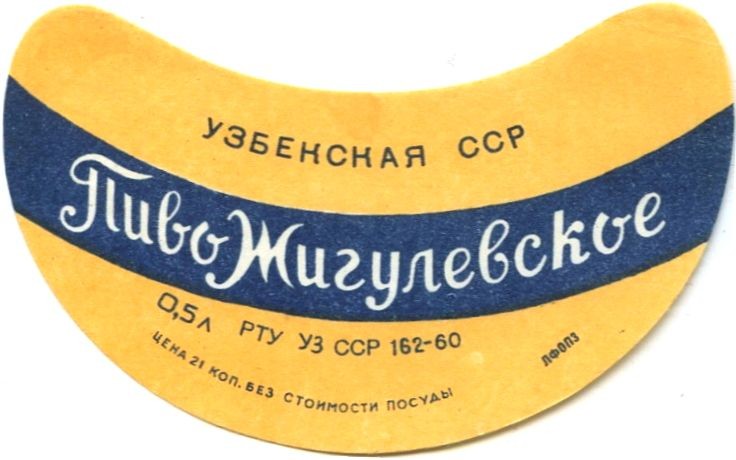 УЗБЕКСКАЯ ССР
Пиво Жигулевское
0,5л РТУ УЗ ССР 162-60
ЦЕНА 21 КОП. БЕЗ СТОИМОСТИ ПОСУДЫ
ЛФОПЗ